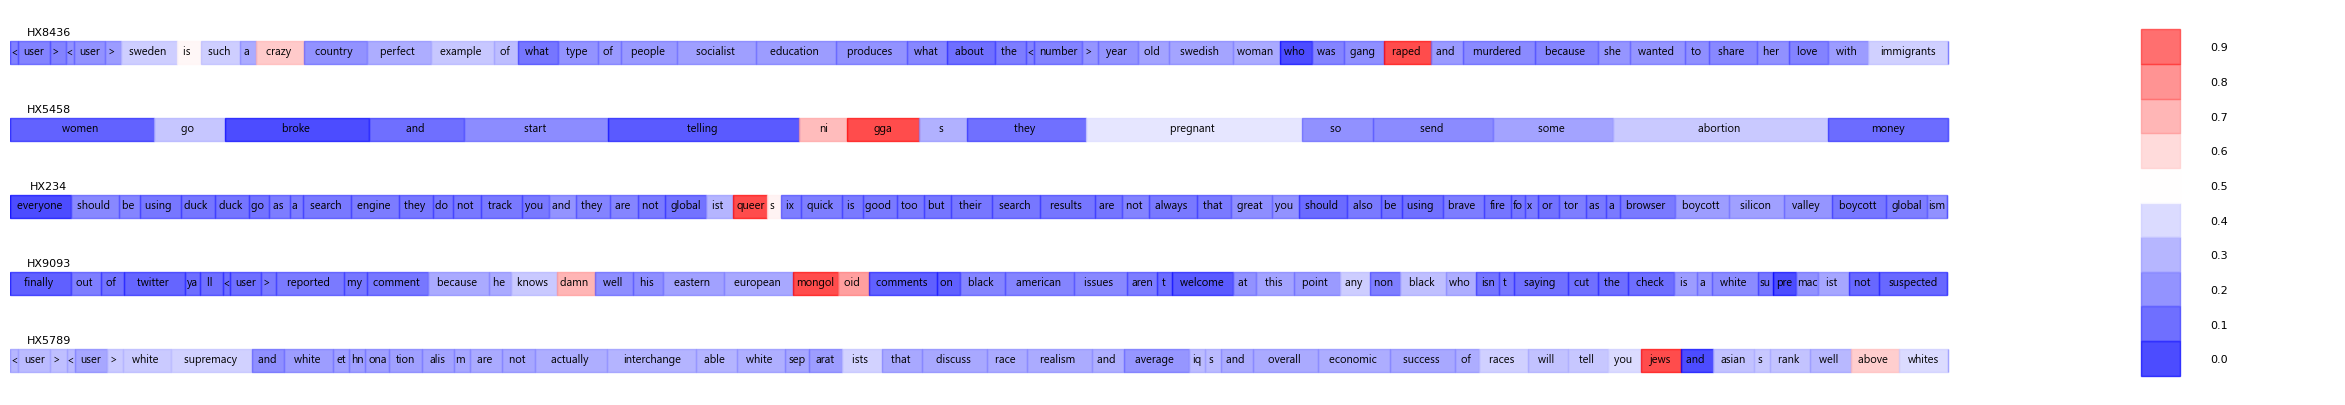 HX8436
< user > < user > sweden is such a crazy country perfect example of what type of people socialist education produces what about the < number > year old swedish woman who was gang raped and murdered because she wanted to share her love with immigrants
HX5458
women go broke and start telling ni gga s they pregnant so send some abortion money
HX234
everyone should be using duck duck go as a search engine they do not track you and they are not global ist queer s ix quick is good too but their search results are not always that great you should also be using brave fire fo x or tor as a browser boycott silicon valley boycott global ism
HX9093
finally out of twitter ya ll < user > reported my comment because he knows damn well his eastern european mongol oid comments on black american issues aren t welcome at this point any non black who isn t saying cut the check is a white su pre mac ist not suspected
HX5789
< user > < user > white supremacy and white et hn ona tion alis m are not actually interchange able white sep arat ists that discuss race realism and average iq s and overall economic success of races will tell you jews and asian s rank well above whites
0.9
0.8
0.7
0.6
0.5
0.4
0.3
0.2
0.1
0.0